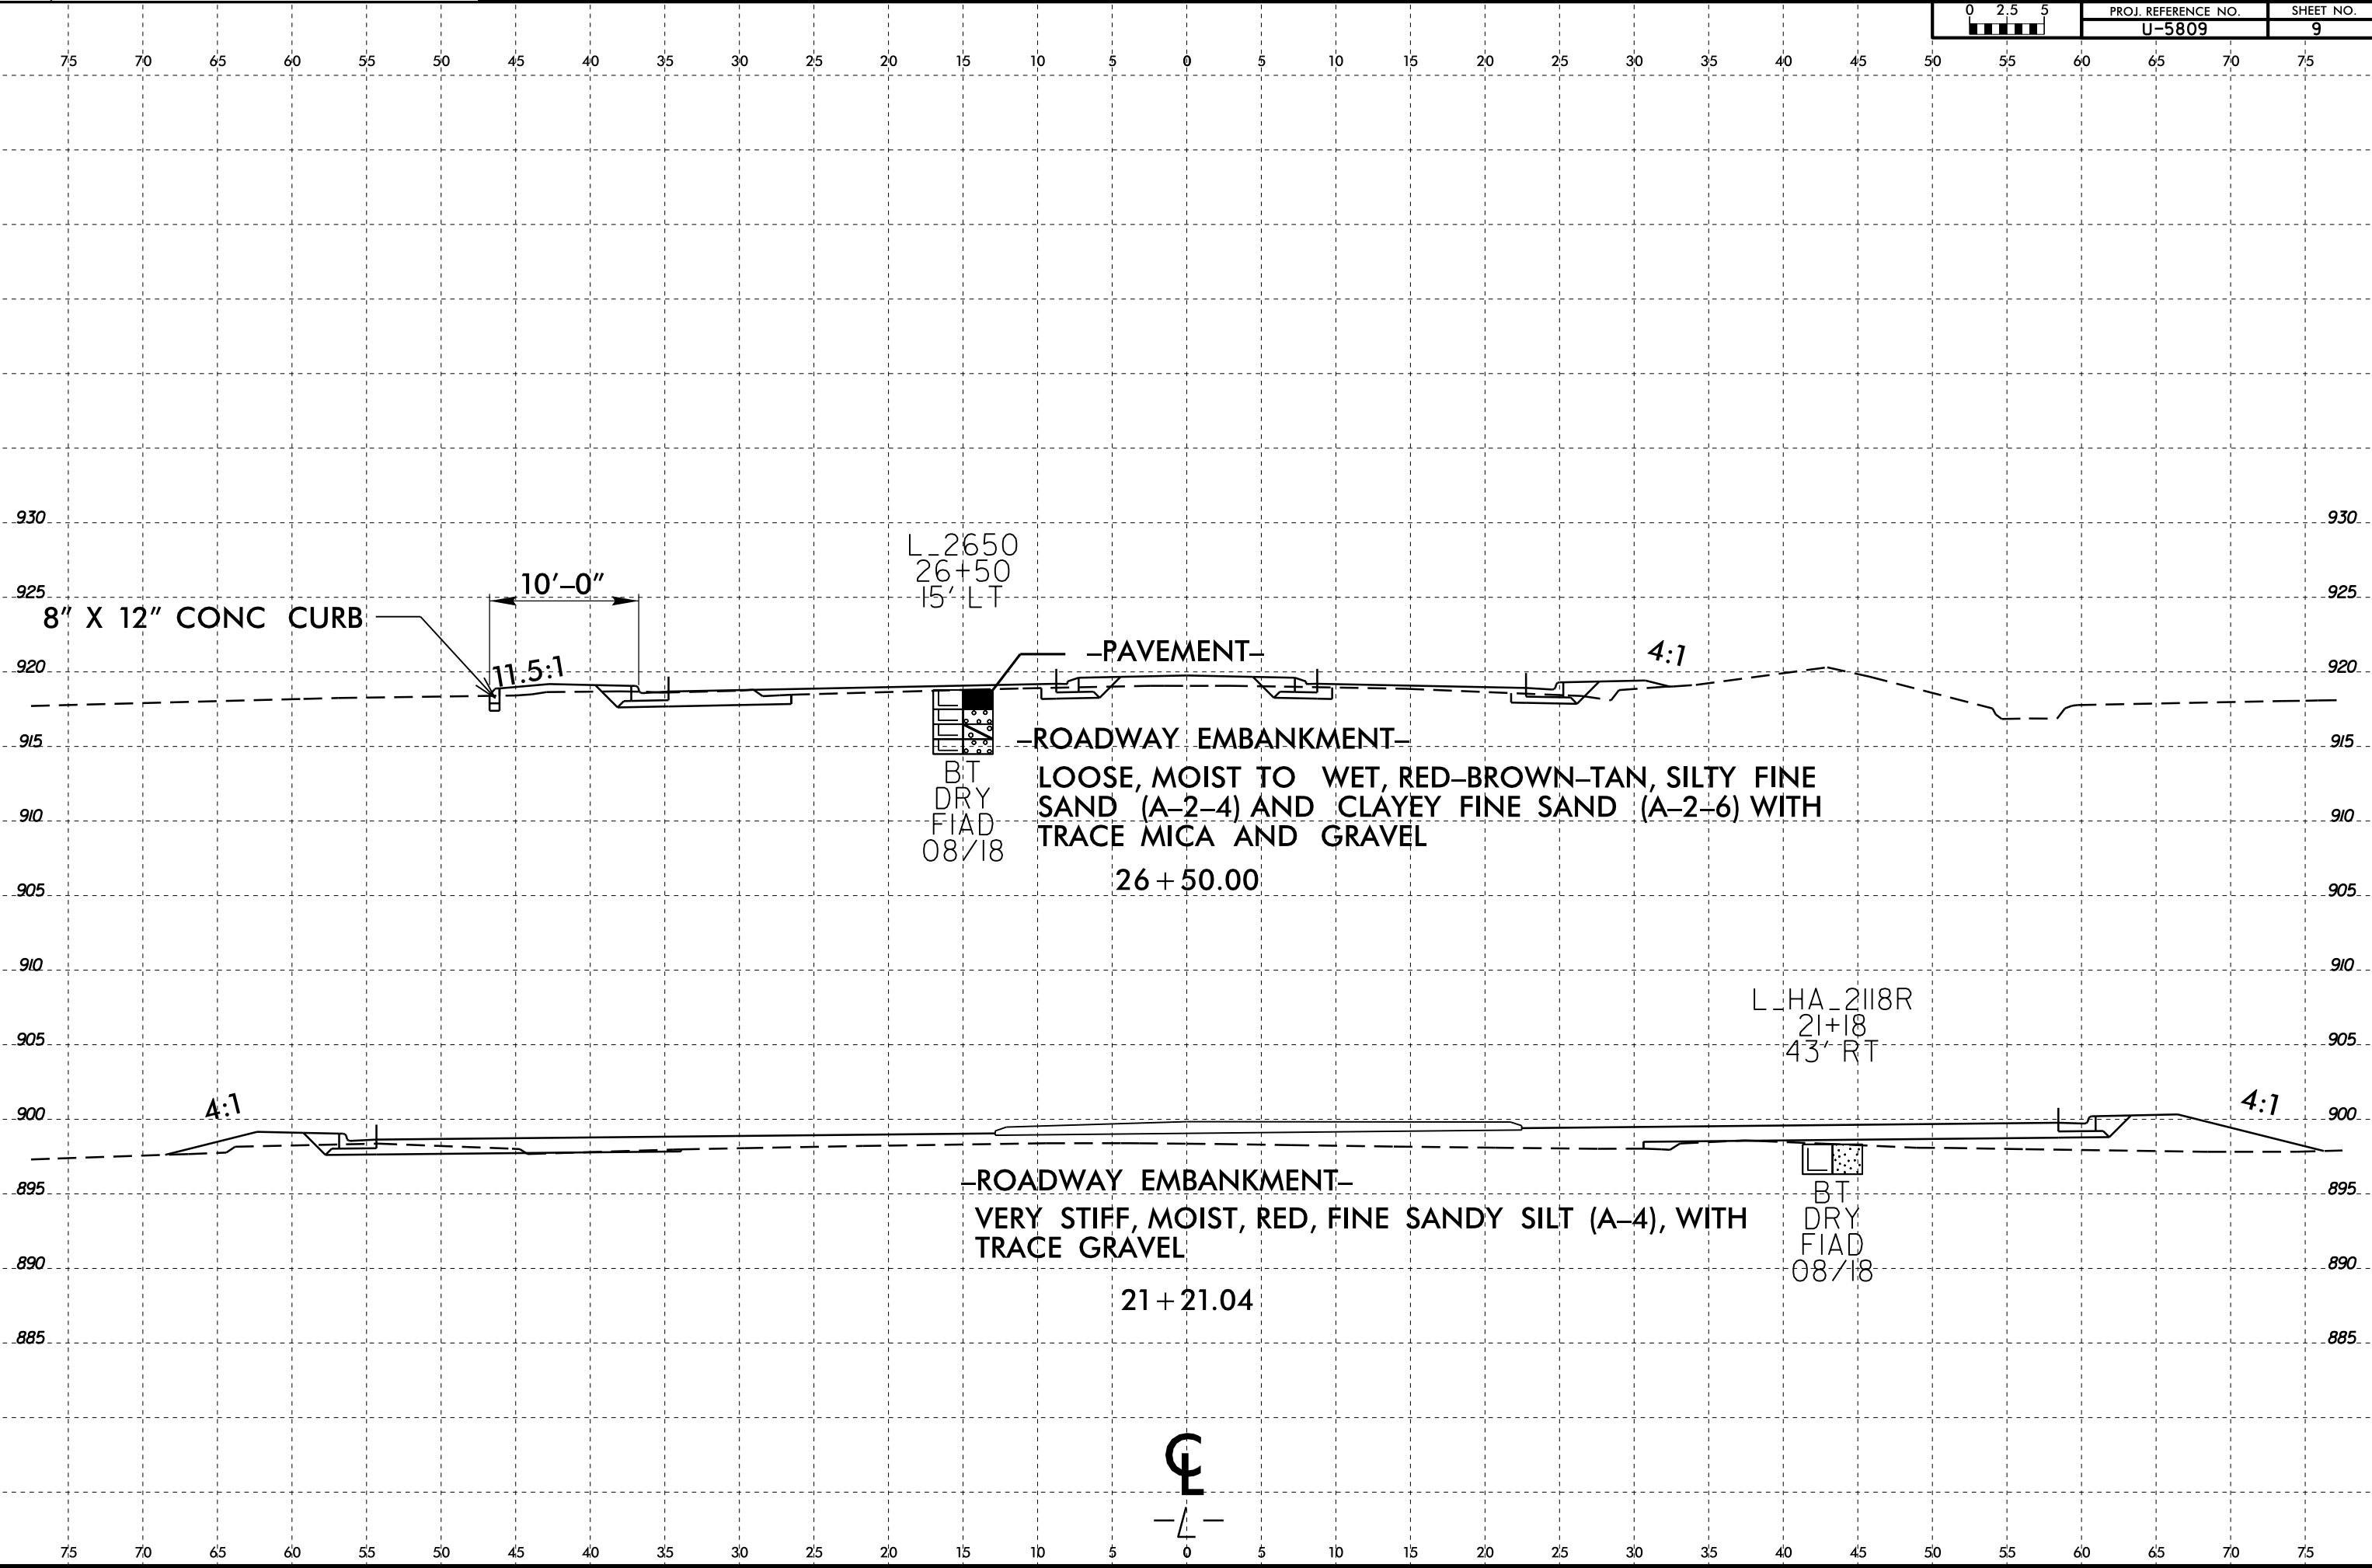 0 2.5 5
PROJ. REFERENCE NO. SHEET NO.
U-5809 9
75 70 65 60 55 50 45 40 35 30 25 20 15 10 5 0 5 10 15 20 25 30 35 40 45 50 55 60 65 70 75
930 930
L_2650
26+50
15' LT
925 925
10'–0"
8" X 12" CONC CURB
920 920
11.5:1
–PAVEMENT–
4:1
915 915
–ROADWAY EMBANKMENT–
LOOSE, MOIST TO WET, RED–BROWN–TAN, SILTY FINE
SAND (A–2–4) AND CLAYEY FINE SAND (A–2–6) WITH
TRACE MICA AND GRAVEL
BT
DRY
FIAD
08/18
910 910
26+50.00
905 905
910 910
L_HA_2118R
21+18
43' RT
905 905
900 900
4:1
4:1
895 895
–ROADWAY EMBANKMENT–
VERY STIFF, MOIST, RED, FINE SANDY SILT (A–4), WITH
TRACE GRAVEL
BT
DRY
FIAD
08/18
890 890
21+21.04
885 885
CL
–L–
75 70 65 60 55 50 45 40 35 30 25 20 15 10 5 0 5 10 15 20 25 30 35 40 45 50 55 60 65 70 75